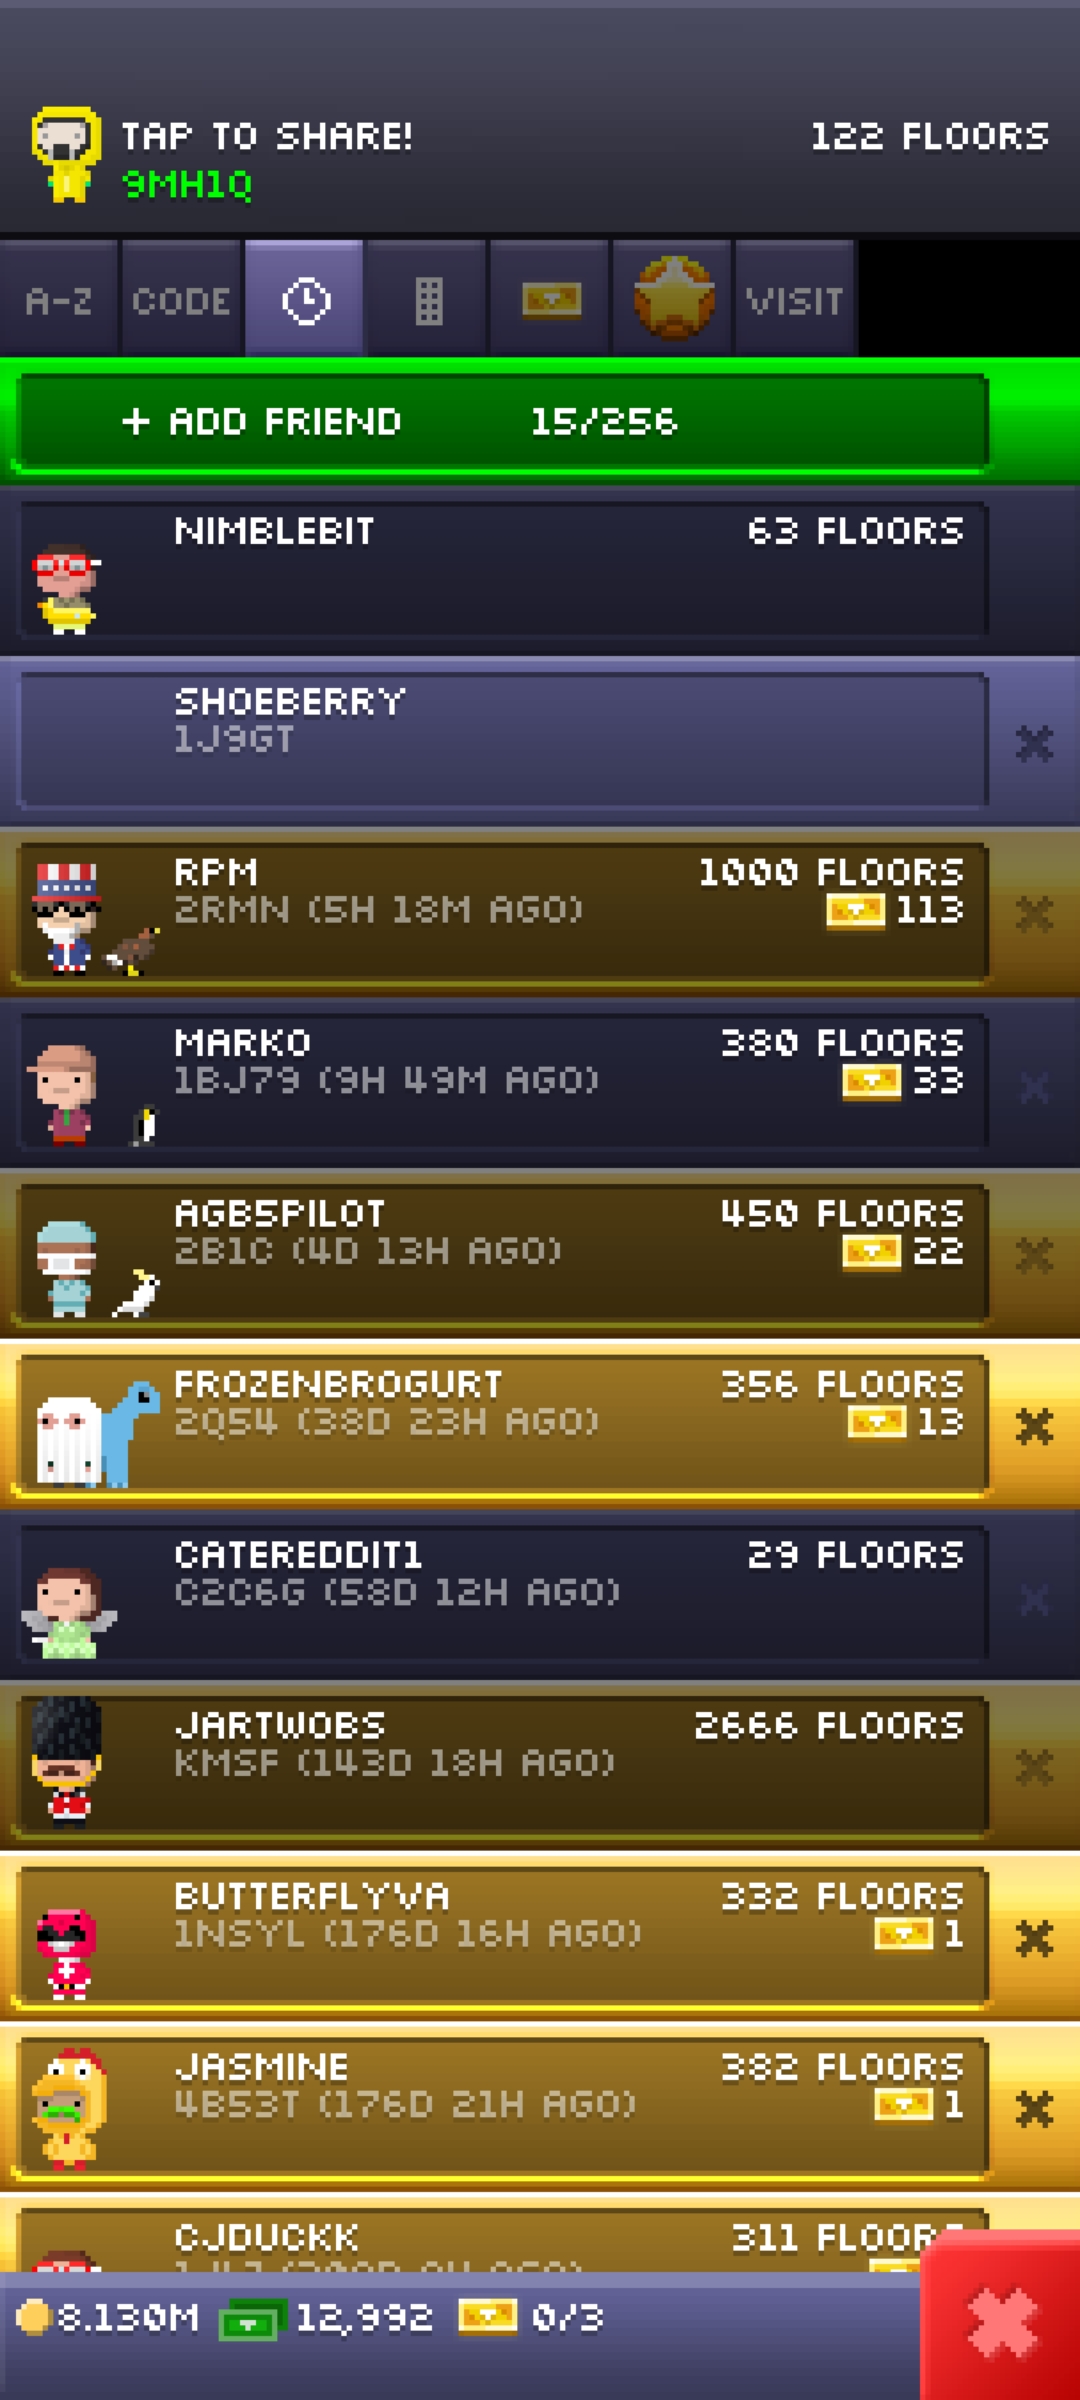 TAP TO SHARE! 122 FLOORS
9MH1Q
A-Z CODE VISIT
+ ADD FRIEND 15/256
NIMBLEBIT 63 FLOORS
SHOEBERRY
1J9GT
RPM 1000 FLOORS
2RMN (5H 18M AGO) 113
MARKO 380 FLOORS
1BJ79 (9H 49M AGO) 33
AGB5PILOT 450 FLOORS
2B1C (4D 13H AGO) 22
FROZENBROGURT 356 FLOORS
2Q54 (38D 23H AGO) 13
CATEREDDIT1 29 FLOORS
C2C6G (58D 12H AGO)
JARTWOBS 2666 FLOORS
KMSF (143D 18H AGO)
BUTTERFLYVA 332 FLOORS
1NSYL (176D 16H AGO) 1
JASMINE 382 FLOORS
4B53T (176D 21H AGO) 1
CJDUCKK 311 FLOORS
8.130M 12,992 0/3